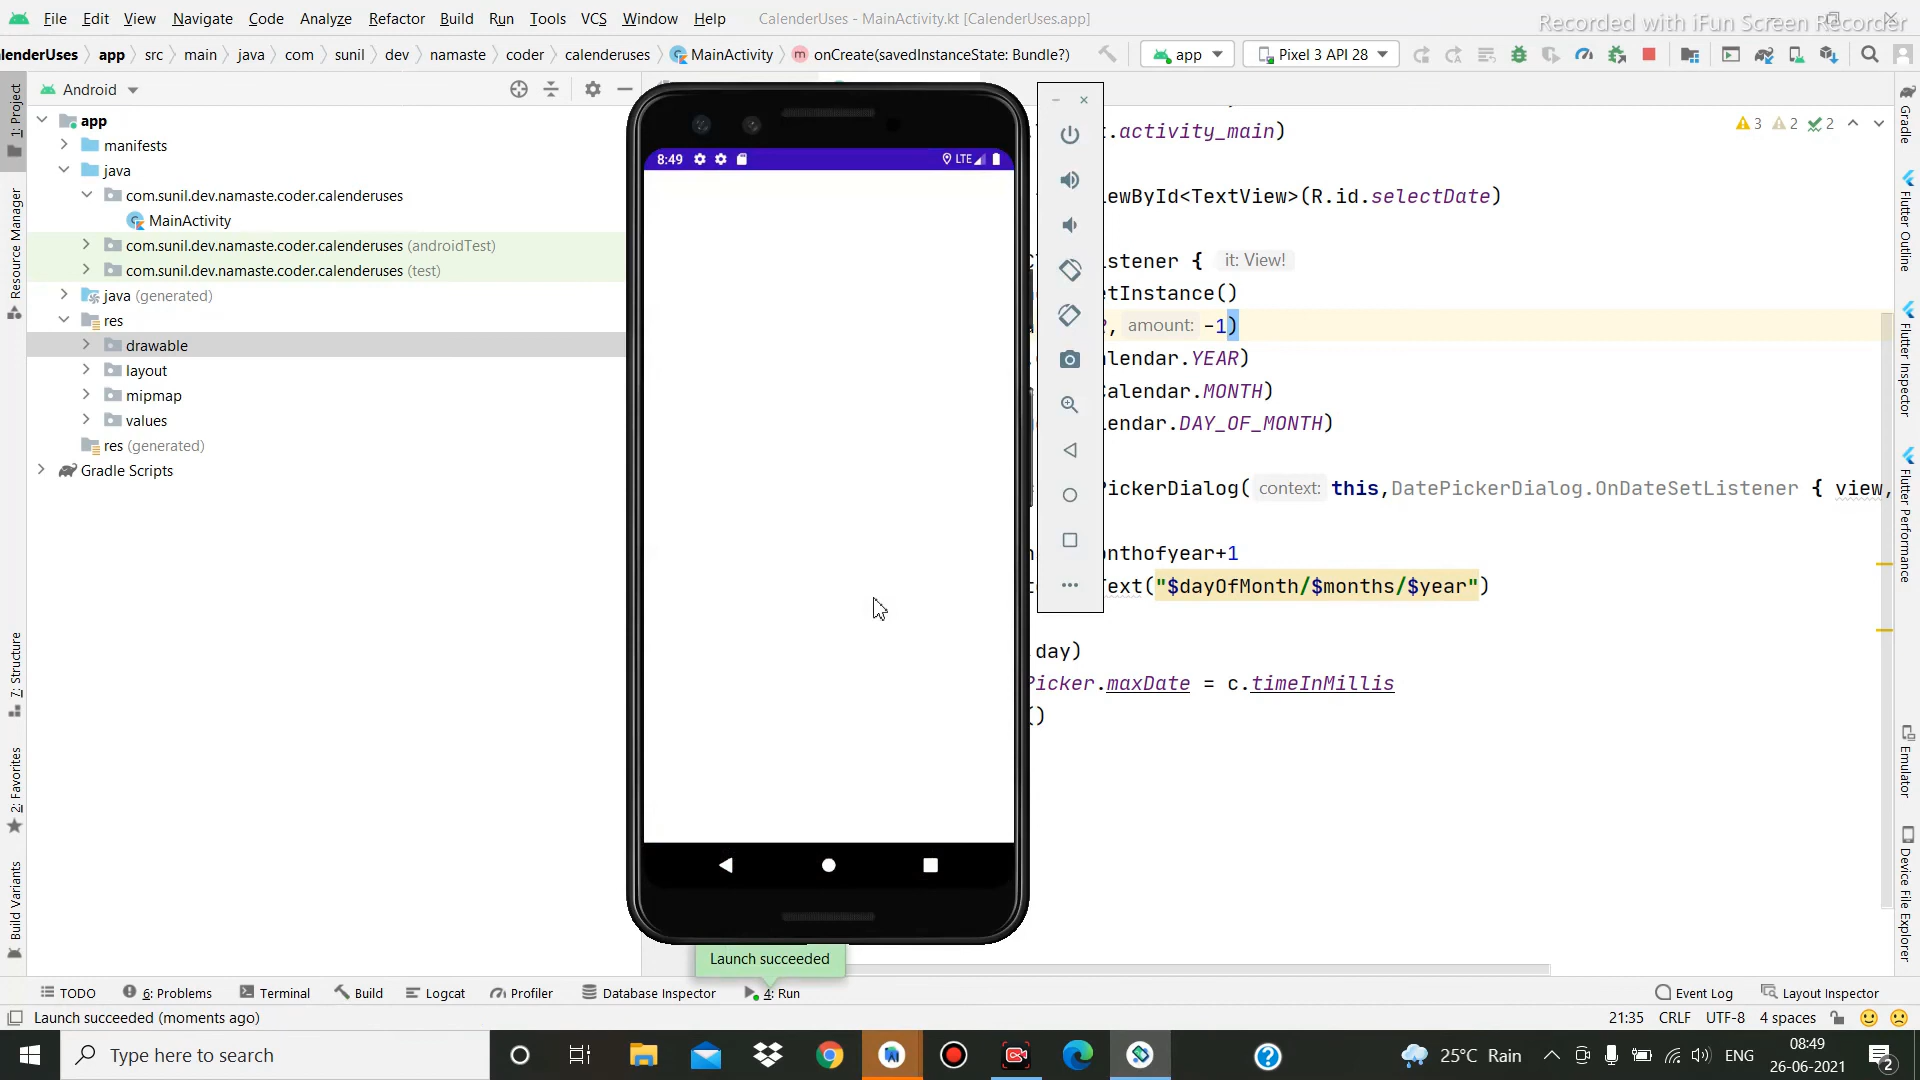 File Edit View Navigate Code Analyze Refactor Build Run Tools VCS Window Help CalenderUses - MainActivity.kt [CalenderUses.app]
Recorded with iFun Screen Recorder
alenderUses app src main java com sunil dev namaste coder calenderuses MainActivity onCreate(savedInstanceState: Bundle?) app Pixel 3 API 28
Android
app
manifests
java
com.sunil.dev.namaste.coder.calenderuses
MainActivity
com.sunil.dev.namaste.coder.calenderuses (androidTest)
com.sunil.dev.namaste.coder.calenderuses (test)
java (generated)
res
drawable
layout
mipmap
values
res (generated)
Gradle Scripts
1: Project
Resource Manager
7: Structure
2: Favorites
Build Variants
8:49 LTE
.activity_main)
3 2 2
ewById<TextView>(R.id.selectDate)
stener { it: View!
tInstance()
, amount: -1)
alendar.YEAR)
Calendar.MONTH)
lendar.DAY_OF_MONTH)
PickerDialog( context: this,DatePickerDialog.OnDateSetListener { view,
nthofyear+1
Text("$dayOfMonth/$months/$year")
day)
Picker.maxDate = c.timeInMillis
()
Gradle
Flutter Outline
Flutter Inspector
Flutter Performance
Emulator
Device File Explorer
Launch succeeded
TODO 6: Problems Terminal Build Logcat Profiler Database Inspector 4: Run Event Log Layout Inspector
Launch succeeded (moments ago) 21:35 CRLF UTF-8 4 spaces
Type here to search
25°C Rain ENG
08:49
26-06-2021
2